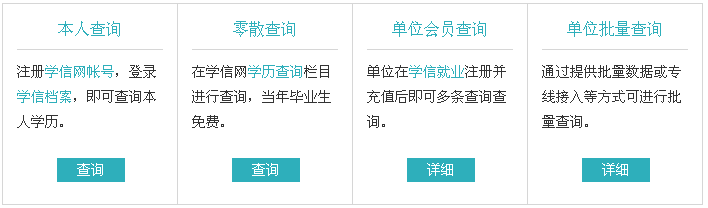 本人查询
注册学信网帐号，登录
学信档案，即可查询本
人学历。
查询
零散查询
在学信网学历查询栏目
进行查询，当年毕业生
免费。
查询
单位会员查询
单位在学信就业注册并
充值后即可多条查询查
询。
详细
单位批量查询
通过提供批量数据或专
线接入等方式可进行批
量查询。
详细